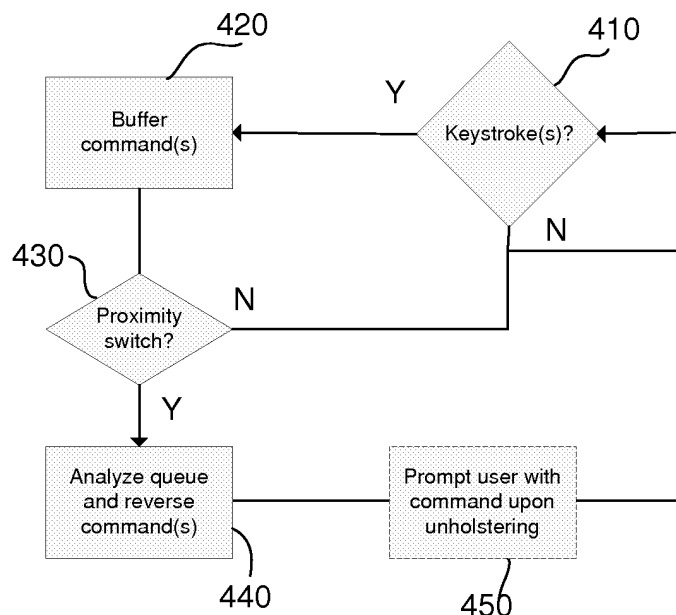 420
410
Y
Buffer
command(s)
Keystroke(s)?
N
430
N
Proximity
switch?
Y
Analyze queue
and reverse
command(s)
Prompt user with
command upon
unholstering
440
450